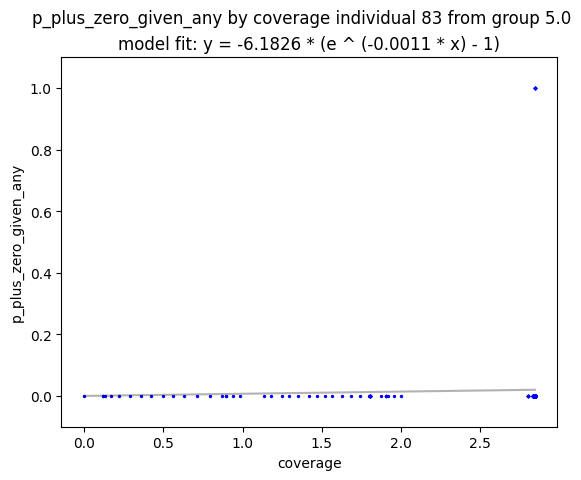 p_plus_zero_given_any by coverage individual 83 from group 5.0
model fit: y = -6.1826 * (e ^ (-0.0011 * x) - 1)
1.0
0.8
0.6
0.4
0.2
0.0
p_plus_zero_given_any
0.0 0.5 1.0 1.5 2.0 2.5
coverage